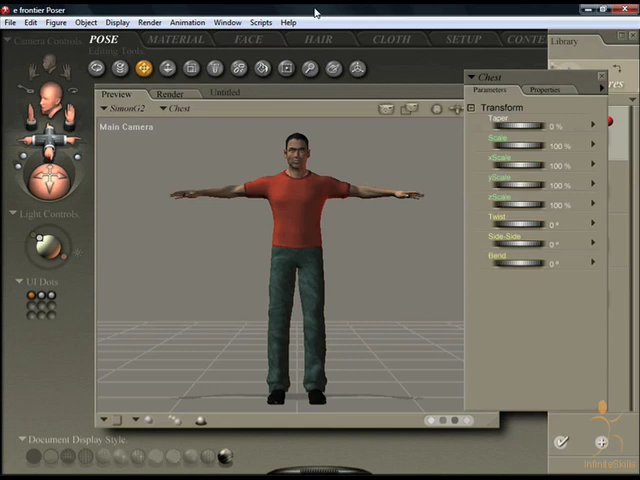 e frontier Poser
File Edit Figure Object Display Render Animation Window Scripts Help
Camera Controls
POSE MATERIAL FACE HAIR CLOTH SETUP CONTE
Library
Editing Tools
Chest
Parameters Properties
res
Preview Render Untitled
SimonG2 Chest
Main Camera
Transform
Taper
0 %
Scale
100 %
xScale
100 %
yScale
100 %
zScale
100 %
Twist
0 º
Side-Side
0 º
Bend
0 º
Light Controls
UI Dots
Document Display Style
InfiniteSkills